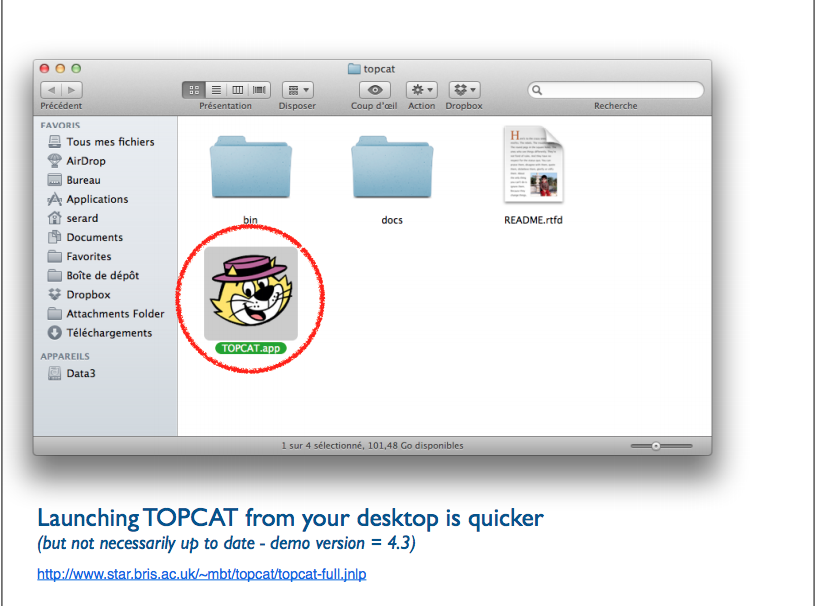 topcat
Précédent
Présentation
Disposer
Coup d'œil
Action
Dropbox
Recherche
FAVORIS
Tous mes fichiers
AirDrop
Bureau
Applications
serard
Documents
Favorites
Boîte de dépôt
Dropbox
Attachments Folder
Téléchargements
APPAREILS
Data3
bin
docs
README.rtfd
TOPCAT.app
1 sur 4 sélectionné, 101,48 Go disponibles
Launching TOPCAT from your desktop is quicker
(but not necessarily up to date - demo version = 4.3)
http://www.star.bris.ac.uk/~mbt/topcat/topcat-full.jnlp